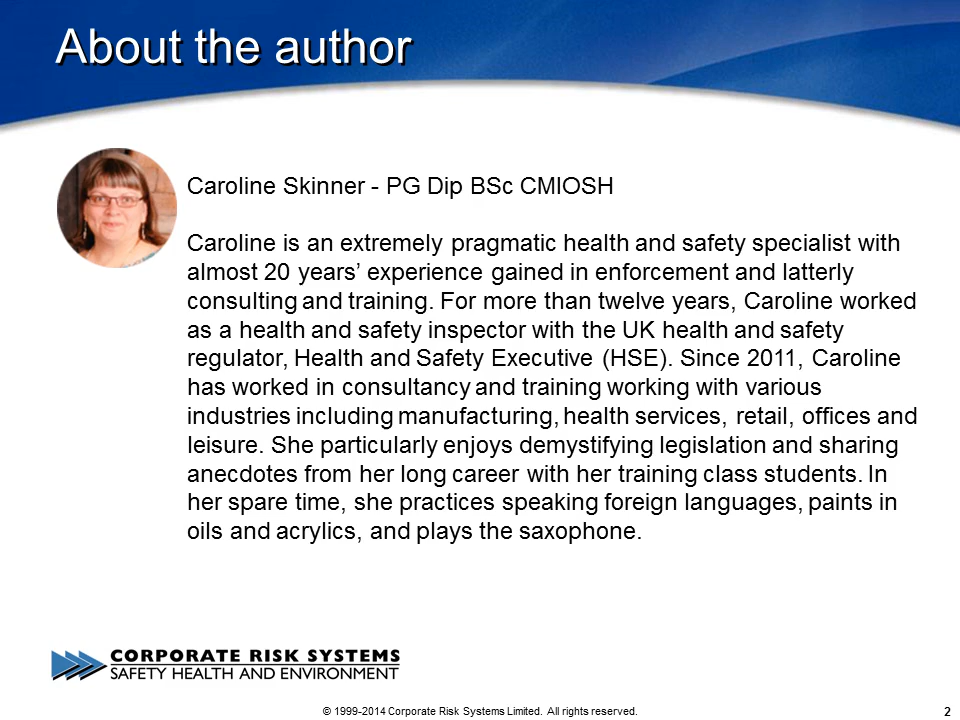 About the author
Caroline Skinner - PG Dip BSc CMIOSH
Caroline is an extremely pragmatic health and safety specialist with
almost 20 years’ experience gained in enforcement and latterly
consulting and training. For more than twelve years, Caroline worked
as a health and safety inspector with the UK health and safety
regulator, Health and Safety Executive (HSE). Since 2011, Caroline
has worked in consultancy and training working with various
industries including manufacturing, health services, retail, offices and
leisure. She particularly enjoys demystifying legislation and sharing
anecdotes from her long career with her training class students. In
her spare time, she practices speaking foreign languages, paints in
oils and acrylics, and plays the saxophone.
CORPORATE RISK SYSTEMS
SAFETY HEALTH AND ENVIRONMENT
© 1999-2014 Corporate Risk Systems Limited. All rights reserved.
2